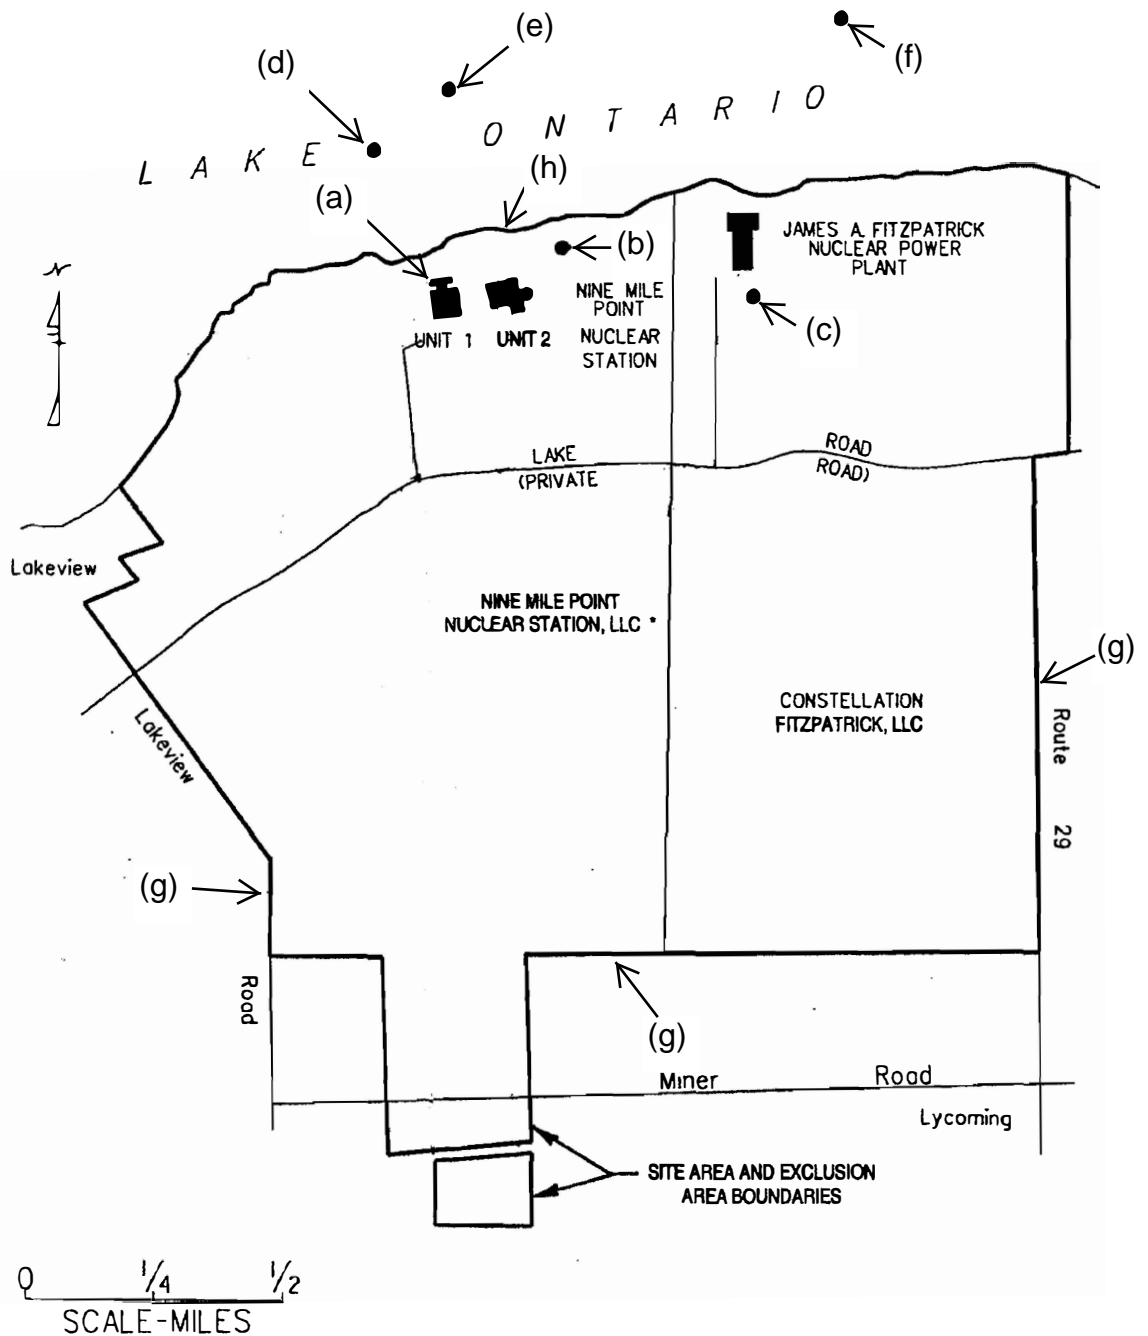 (e)
(f)
(d)
LAKE ONTARIO
(h)
(a)
(b)
JAMES A. FITZPATRICK
NUCLEAR POWER
PLANT
N
NINE MILE
POINT
NUCLEAR
STATION
UNIT 1
UNIT 2
(c)
LAKE ROAD
(PRIVATE ROAD)
Lakeview
NINE MILE POINT
NUCLEAR STATION, LLC *
(g)
CONSTELLATION
FITZPATRICK, LLC
Lakeview
Route 29
(g)
Road
(g)
Miner Road
Lycoming
SITE AREA AND EXCLUSION
AREA BOUNDARIES
0 1/4 1/2
SCALE-MILES